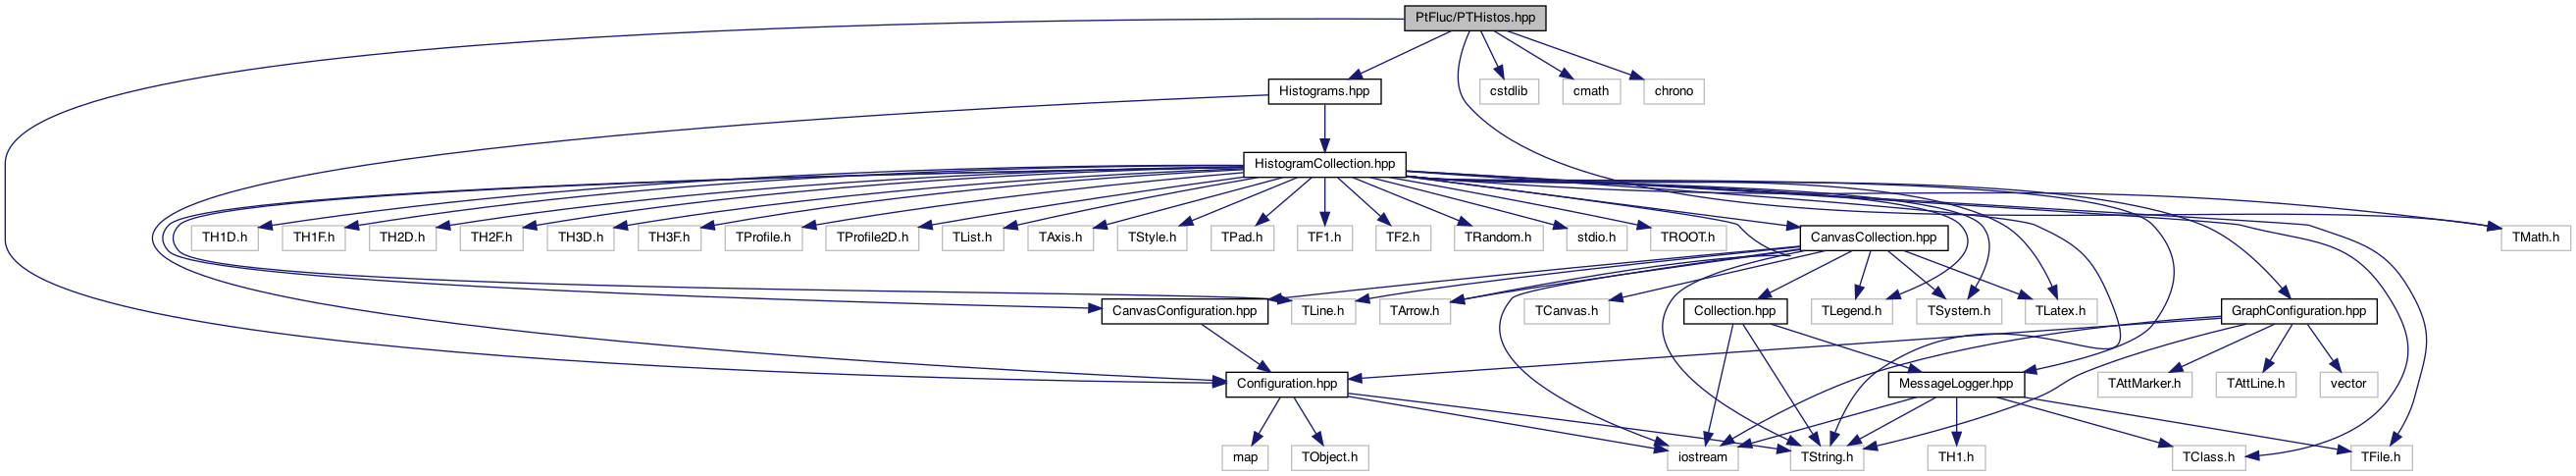 PtFluc/PTHistos.hpp
Histograms.hpp
cstdlib
cmath
chrono
HistogramCollection.hpp
TH1D.h
TH1F.h
TH2D.h
TH2F.h
TH3D.h
TH3F.h
TProfile.h
TProfile2D.h
TList.h
TAxis.h
TStyle.h
TPad.h
TF1.h
TF2.h
TRandom.h
stdio.h
TROOT.h
CanvasCollection.hpp
TMath.h
CanvasConfiguration.hpp
TLine.h
TArrow.h
TCanvas.h
Collection.hpp
TLegend.h
TSystem.h
TLatex.h
GraphConfiguration.hpp
Configuration.hpp
MessageLogger.hpp
TAttMarker.h
TAttLine.h
vector
map
TObject.h
iostream
TString.h
TH1.h
TClass.h
TFile.h